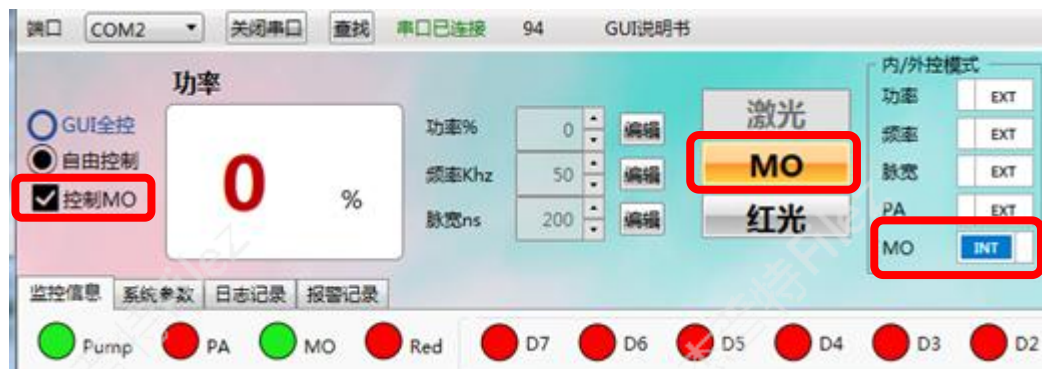 端口 COM2 关闭串口 查找 串口已连接 94 GUI说明书
功率 内/外控模式
GUI全控 功率% 0 编辑 激光 功率 EXT
自由控制 0 % 频率Khz 50 编辑 MO 频率 EXT
控制MO 脉宽ns 200 编辑 红光 脉宽 EXT
PA EXT
MO INT
监控信息 系统参数 日志记录 报警记录
Purnp PA MO Red D7 D6 D5 D4 D3 D2